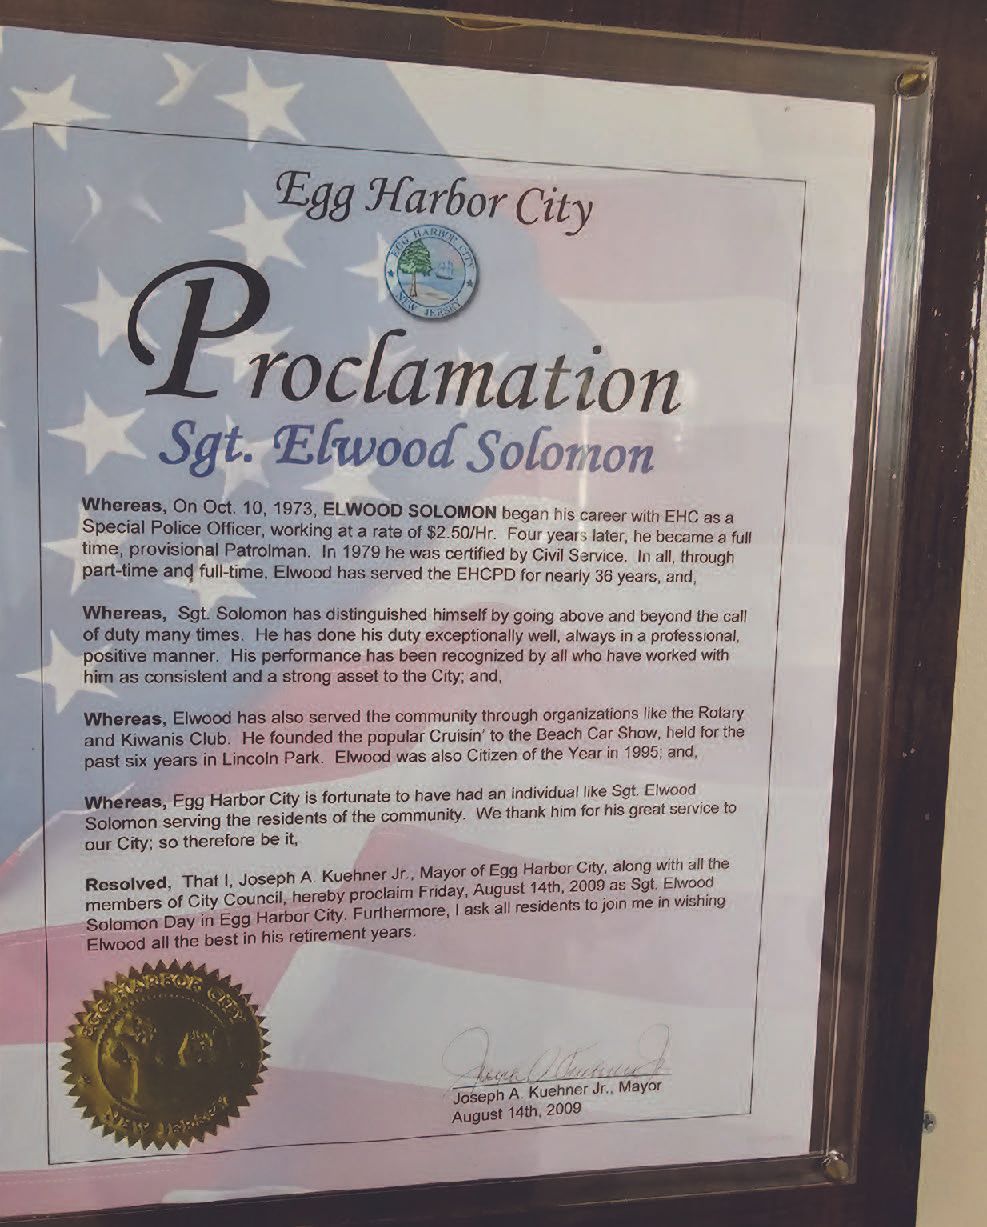 Egg Harbor City
EGG HARBOR CITY
NEW JERSEY
Proclamation
Sgt. Elwood Solomon
Whereas, On Oct. 10, 1973, ELWOOD SOLOMON began his career with EHC as a
Special Police Officer, working at a rate of $2.50/Hr. Four years later, he became a full
time, provisional Patrolman. In 1979 he was certified by Civil Service. In all, through
part-time and full-time, Elwood has served the EHCPD for nearly 36 years, and,
Whereas, Sgt. Solomon has distinguished himself by going above and beyond the call
of duty many times. He has done his duty exceptionally well, always in a professional,
positive manner. His performance has been recognized by all who have worked with
him as consistent and a strong asset to the City; and,
Whereas, Elwood has also served the community through organizations like the Rotary
and Kiwanis Club. He founded the popular Cruisin' to the Beach Car Show, held for the
past six years in Lincoln Park. Elwood was also Citizen of the Year in 1995; and,
Whereas, Egg Harbor City is fortunate to have had an individual like Sgt. Elwood
Solomon serving the residents of the community. We thank him for his great service to
our City; so therefore be it,
Resolved, That I, Joseph A. Kuehner Jr., Mayor of Egg Harbor City, along with all the
members of City Council, hereby proclaim Friday, August 14th, 2009 as Sgt. Elwood
Solomon Day in Egg Harbor City. Furthermore, I ask all residents to join me in wishing
Elwood all the best in his retirement years.
EGG HARBOR CITY
NEW JERSEY
Joseph A. Kuehner Jr.
Joseph A. Kuehner Jr., Mayor
August 14th, 2009